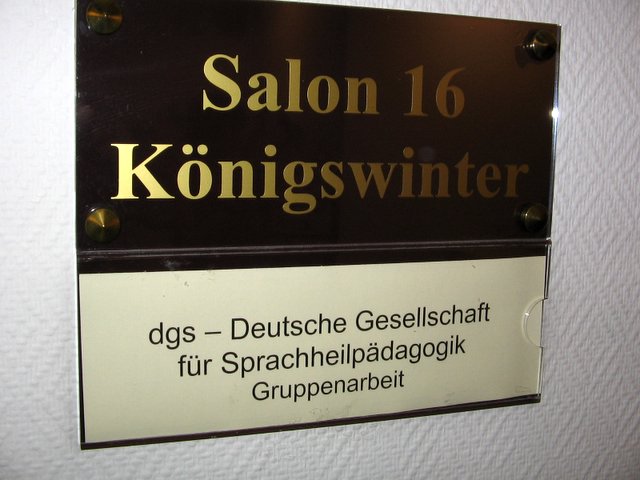 Salon 16
Königswinter
dgs – Deutsche Gesellschaft
für Sprachheilpädagogik
Gruppenarbeit